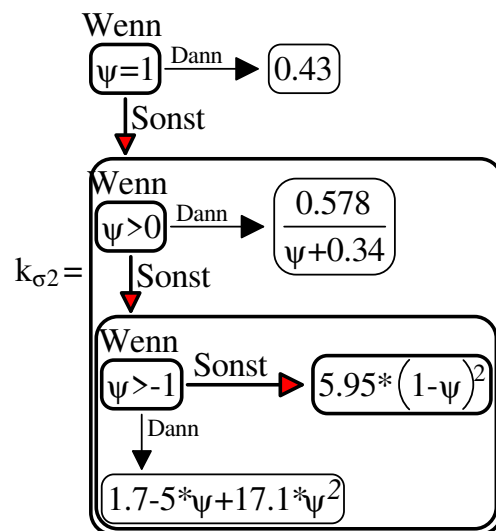 Wenn
ψ=1 Dann 0.43
Sonst
Wenn
ψ>0 Dann 0.578
ψ+0.34
kσ2=
Sonst
Wenn
ψ>-1 Sonst 5.95*(1-ψ)²
Dann
1.7-5*ψ+17.1*ψ²